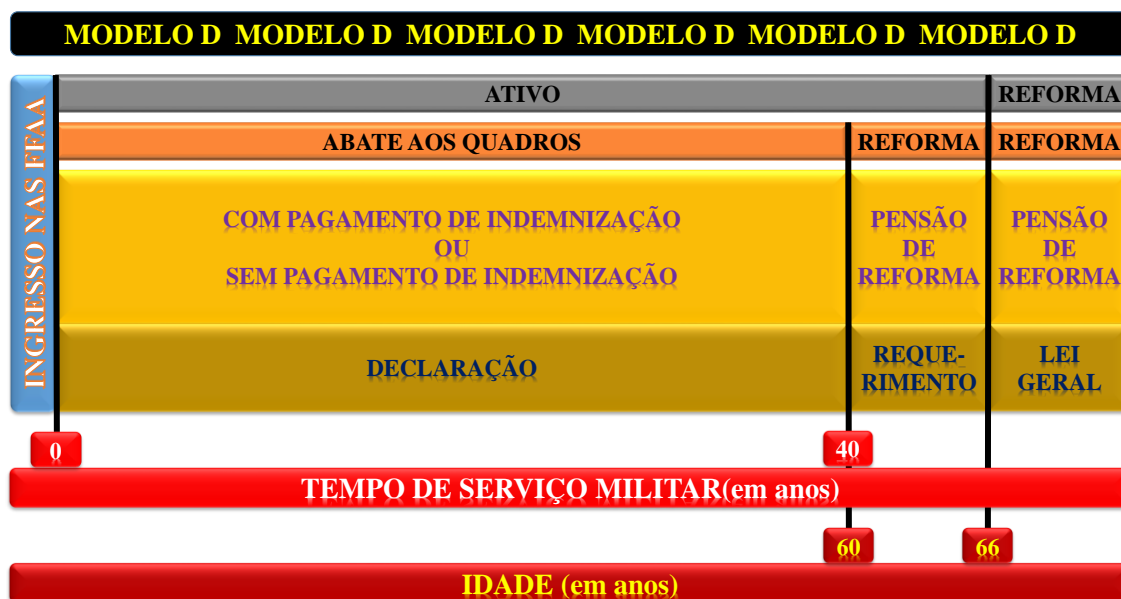 MODELO D MODELO D MODELO D MODELO D MODELO D MODELO D
INGRESSO NAS FFAA
ATIVO
REFORMA
ABATE AOS QUADROS
REFORMA
REFORMA
COM PAGAMENTO DE INDEMNIZAÇÃO
OU
SEM PAGAMENTO DE INDEMNIZAÇÃO
PENSÃO
DE
REFORMA
PENSÃO
DE
REFORMA
DECLARAÇÃO
REQUE-
RIMENTO
LEI
GERAL
0
40
TEMPO DE SERVIÇO MILITAR(em anos)
60
66
IDADE (em anos)